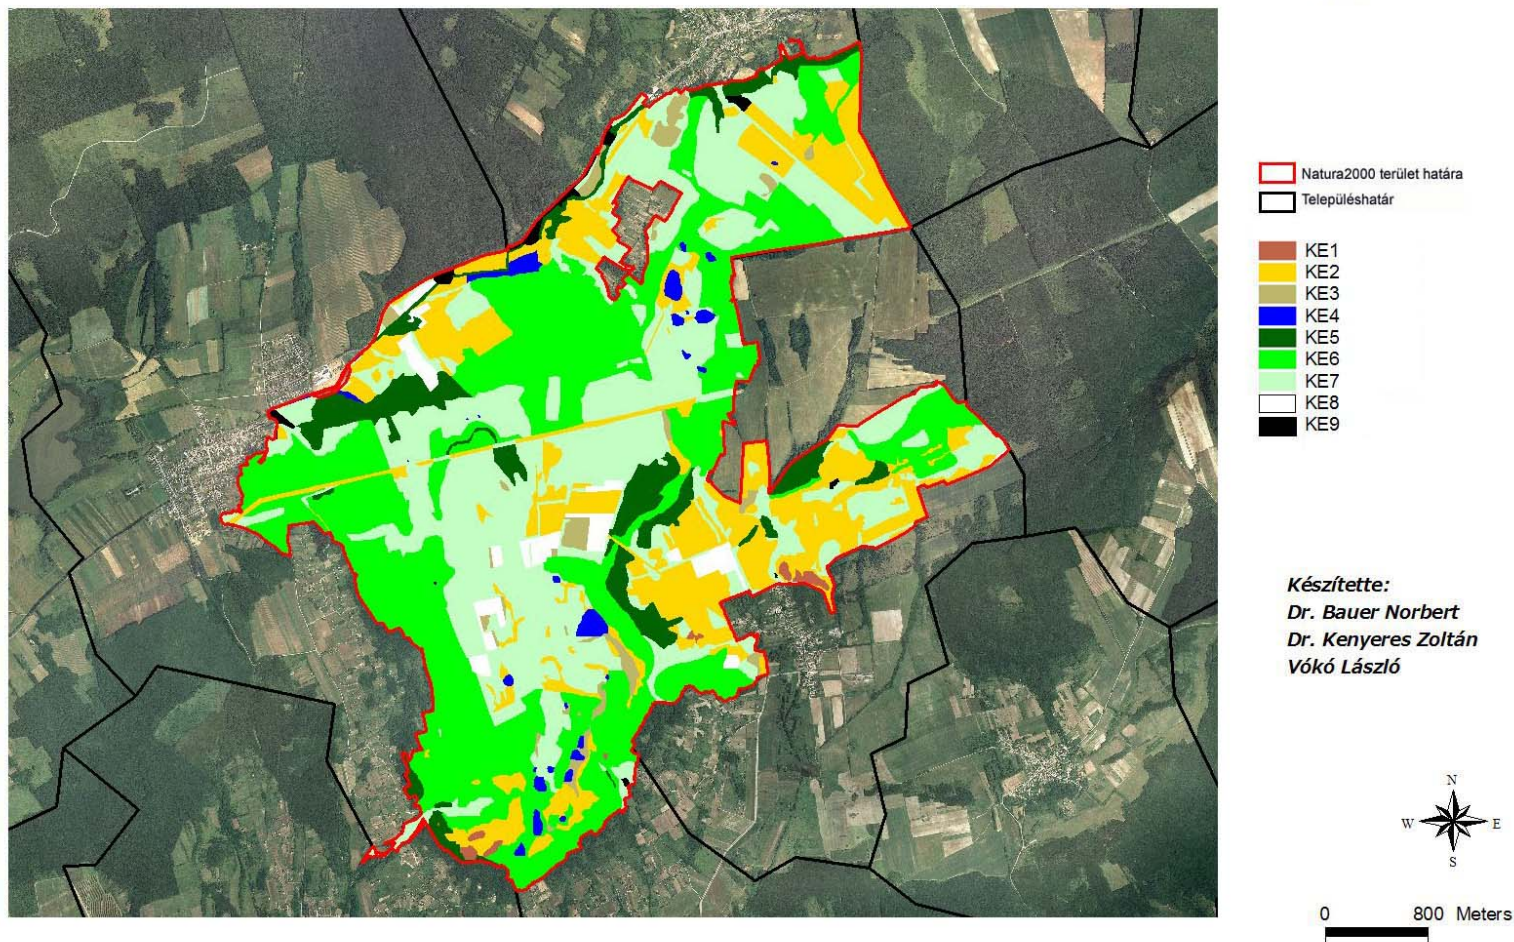 Natura2000 terület határa
Településhatár
KE1
KE2
KE3
KE4
KE5
KE6
KE7
KE8
KE9
Készítette:
Dr. Bauer Norbert
Dr. Kenyeres Zoltán
Vókó László
N
W E
S
0 800 Meters